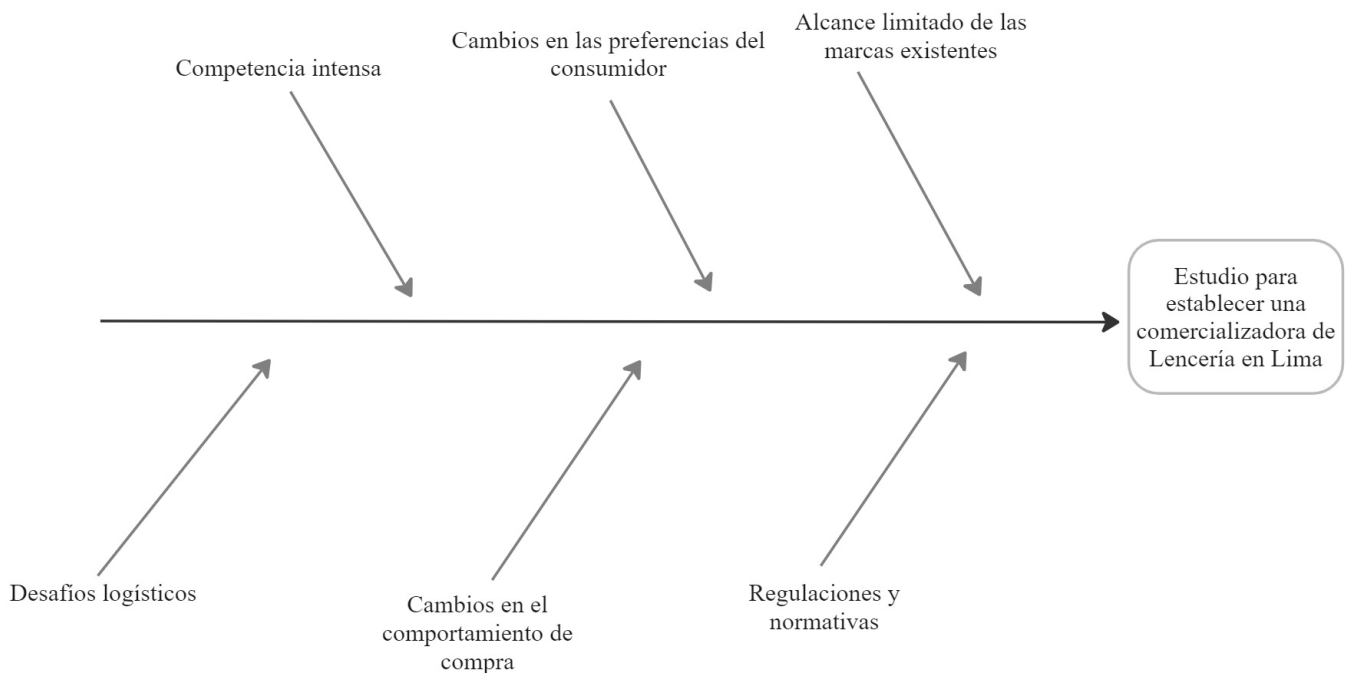 Competencia intensa
Cambios en las preferencias del
consumidor
Alcance limitado de las
marcas existentes
Estudio para
establecer una
comercializadora de
Lencería en Lima
Desafíos logísticos
Cambios en el
comportamiento de
compra
Regulaciones y
normativas